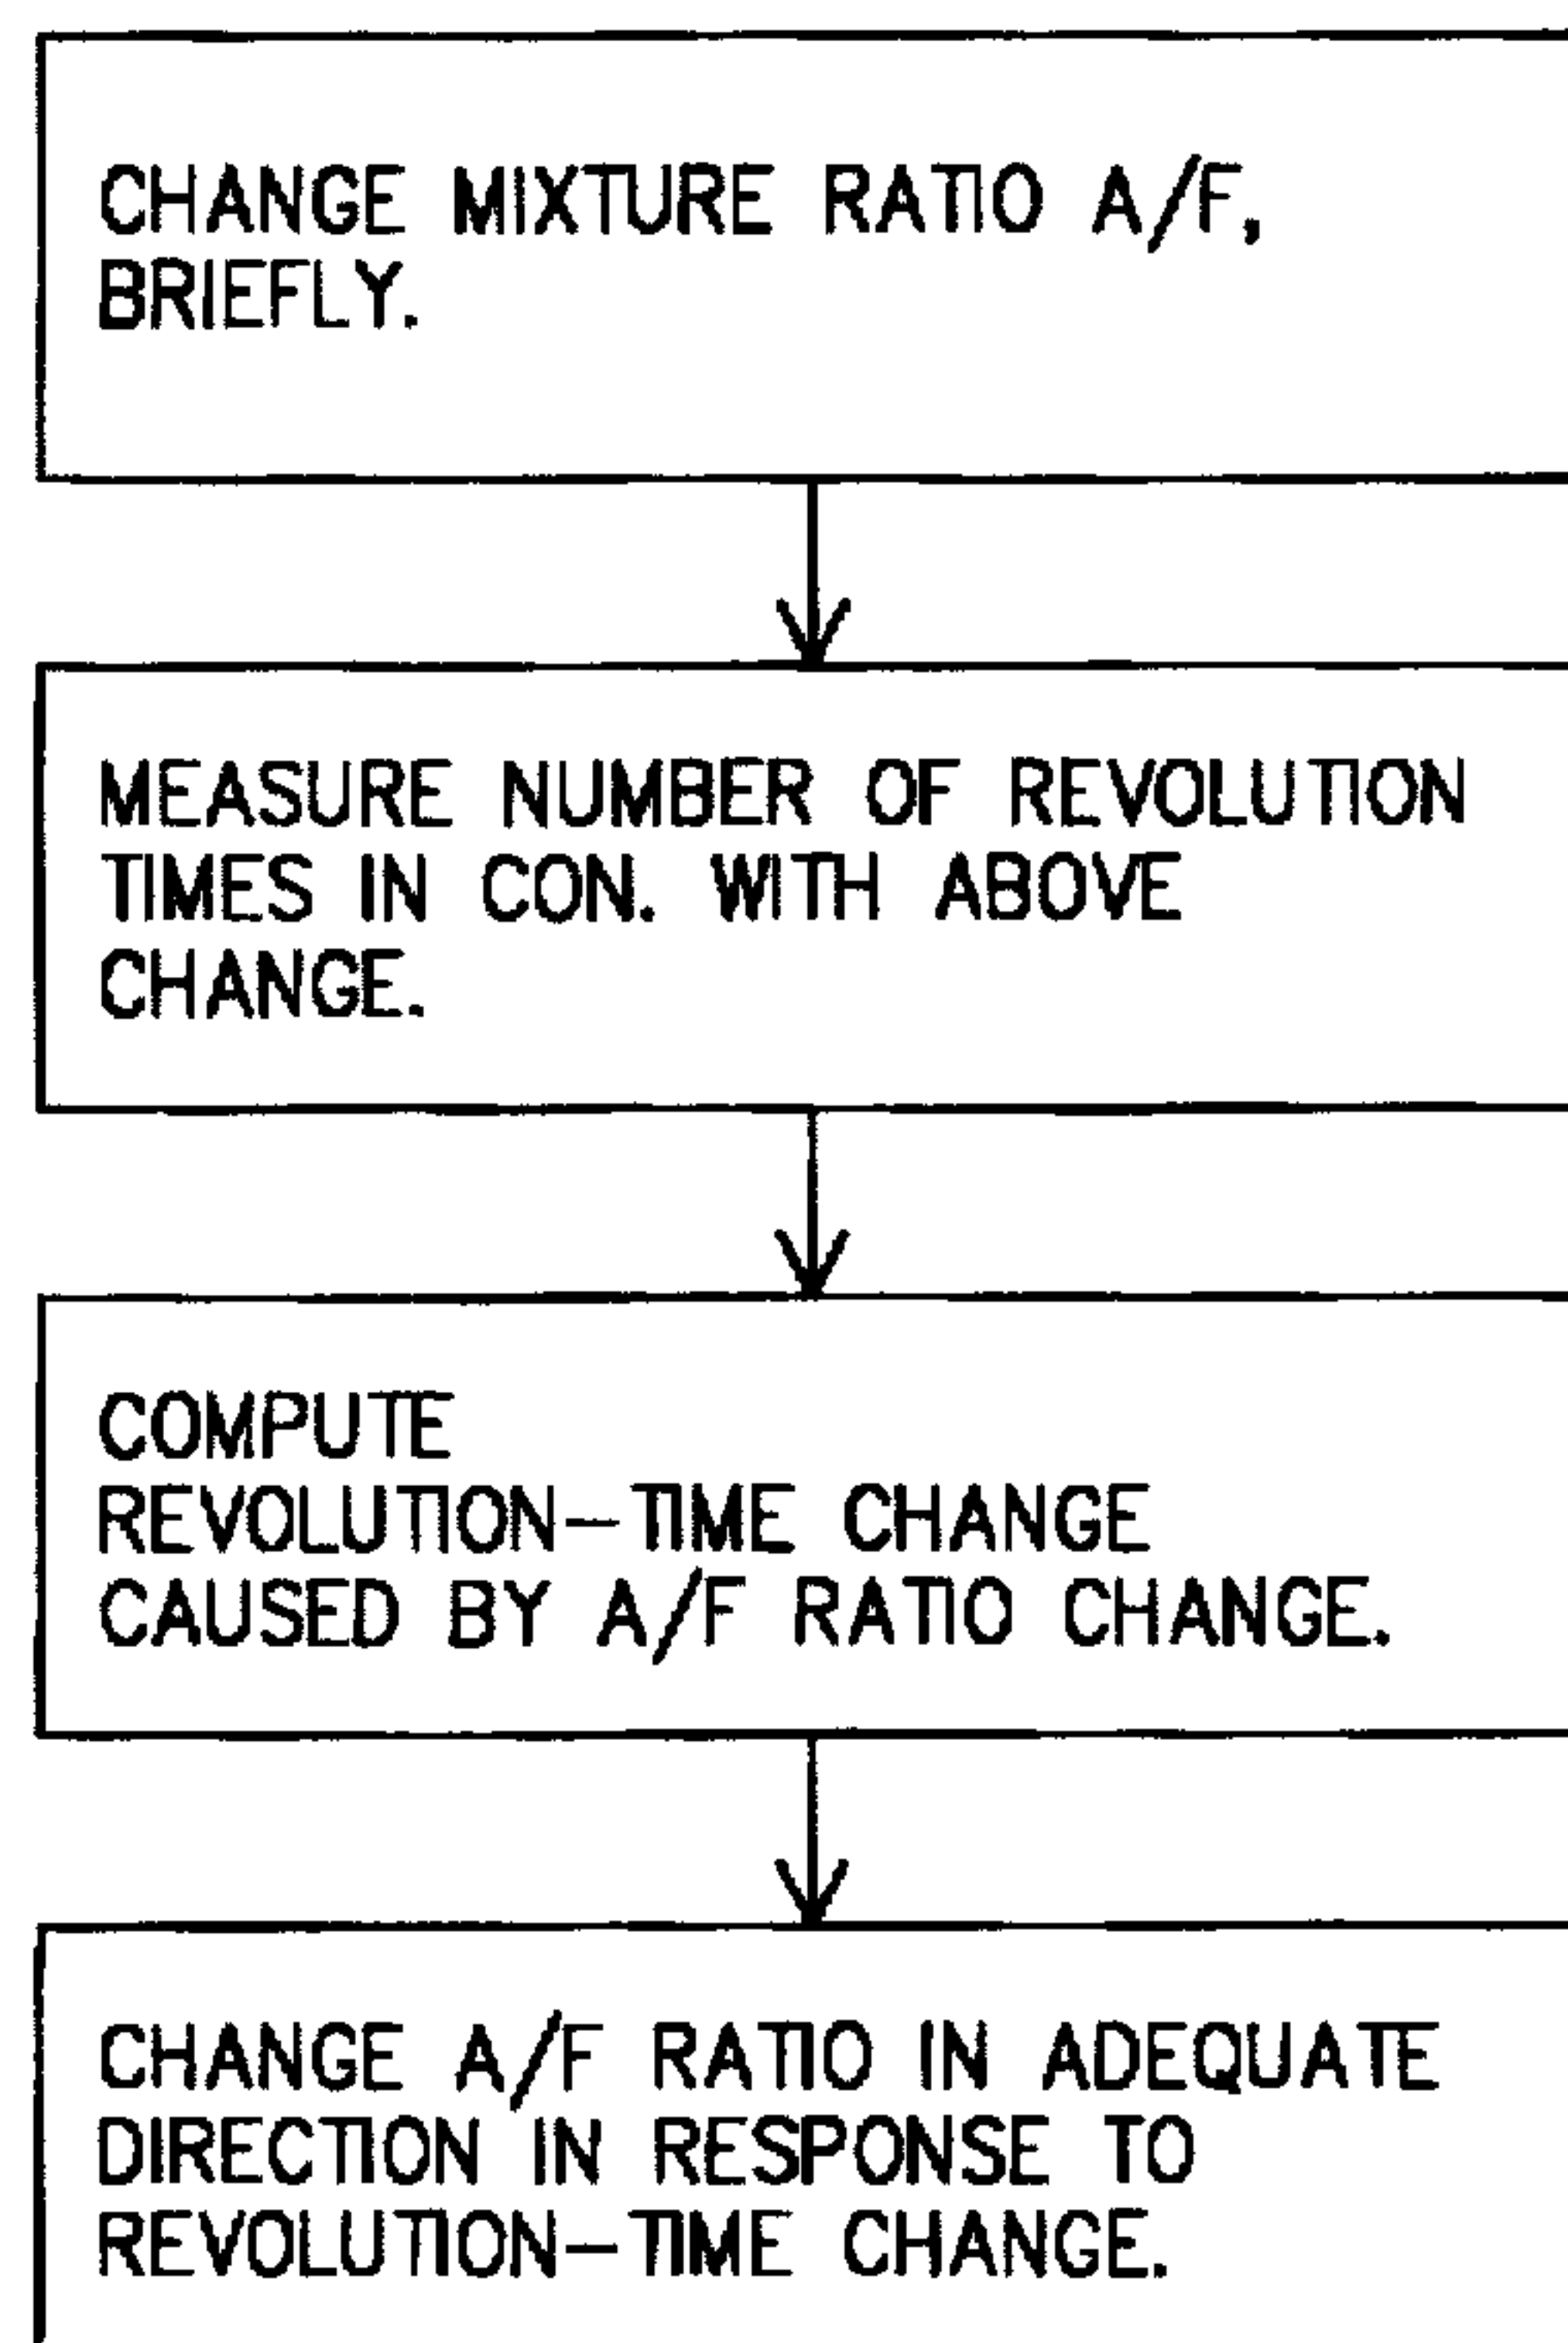 CHANGE MIXTURE RATIO A/F,
BRIEFLY.
MEASURE NUMBER OF REVOLUTION
TIMES IN CON. WITH ABOVE
CHANGE.
COMPUTE
REVOLUTION-TIME CHANGE
CAUSED BY A/F RATIO CHANGE.
CHANGE A/F RATIO IN ADEQUATE
DIRECTION IN RESPONSE TO
REVOLUTION-TIME CHANGE.